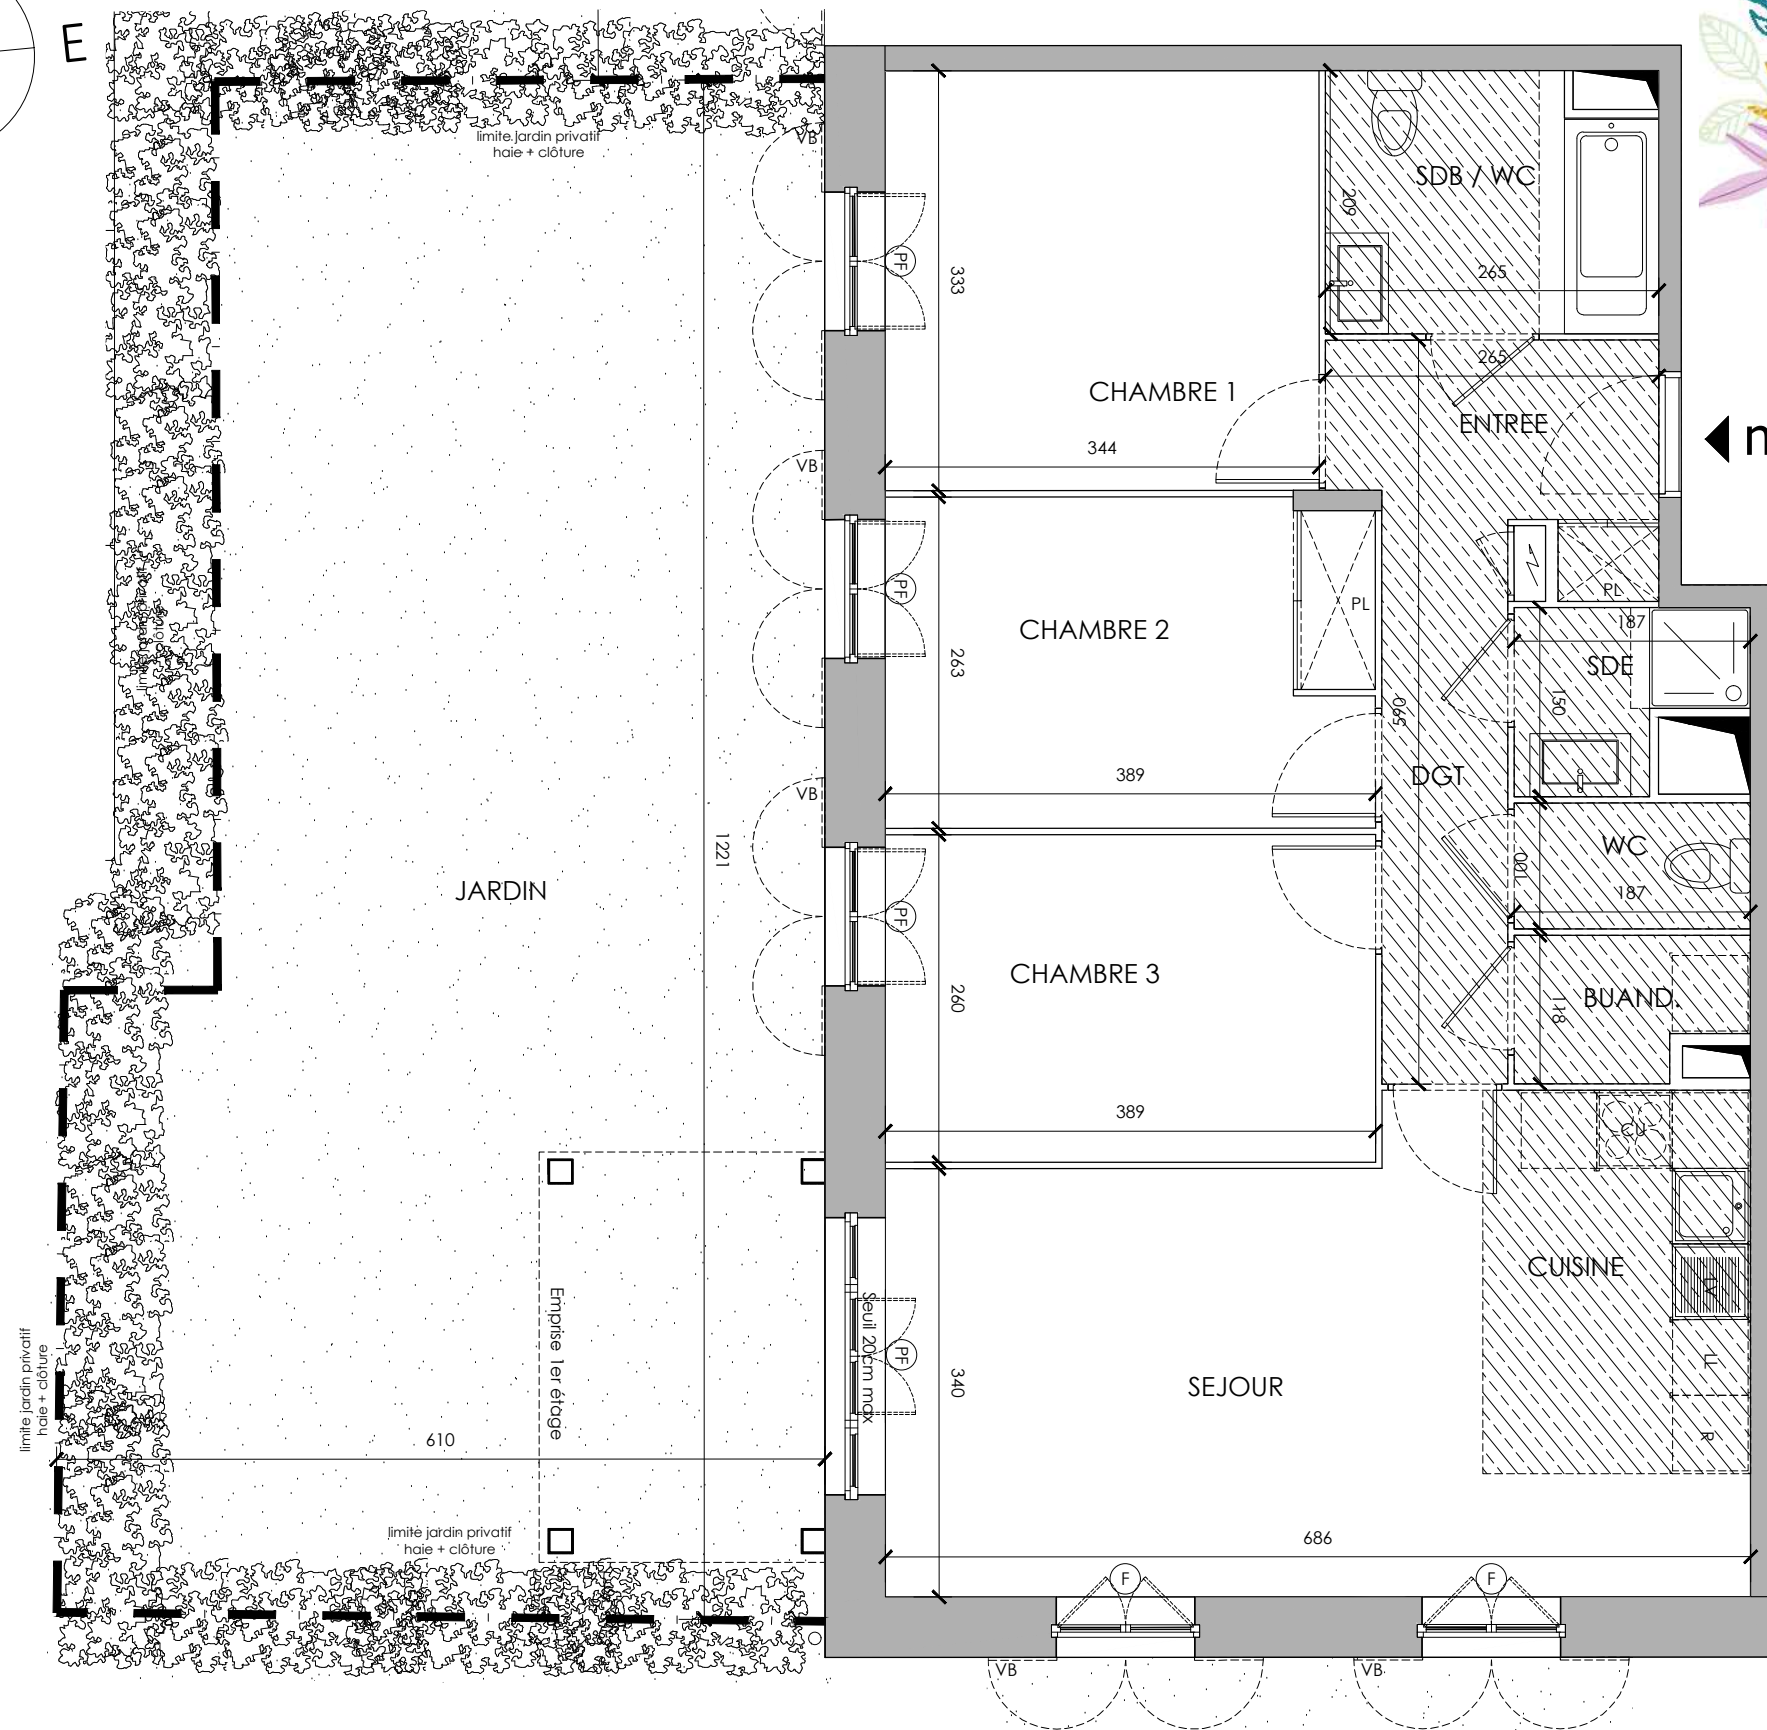 E
limite jardin privatif
haie + clôture
VB
PF
333
CHAMBRE 1
344
SDB / WC
209
265
265
ENTREE
n
VB
PF
CHAMBRE 2
263
389
PL
PL
187
SDE
150
590
DGT
VB
PF
1221
JARDIN
CHAMBRE 3
260
389
WC
100
187
BUAND.
118
CU
CUISINE
LV
LL
R
Emprise 1er étage
Seuil 20cm max
PF
340
SEJOUR
610
686
limite jardin privatif
haie + clôture
limite jardin privatif
haie + clôture
F
F
VB
VB